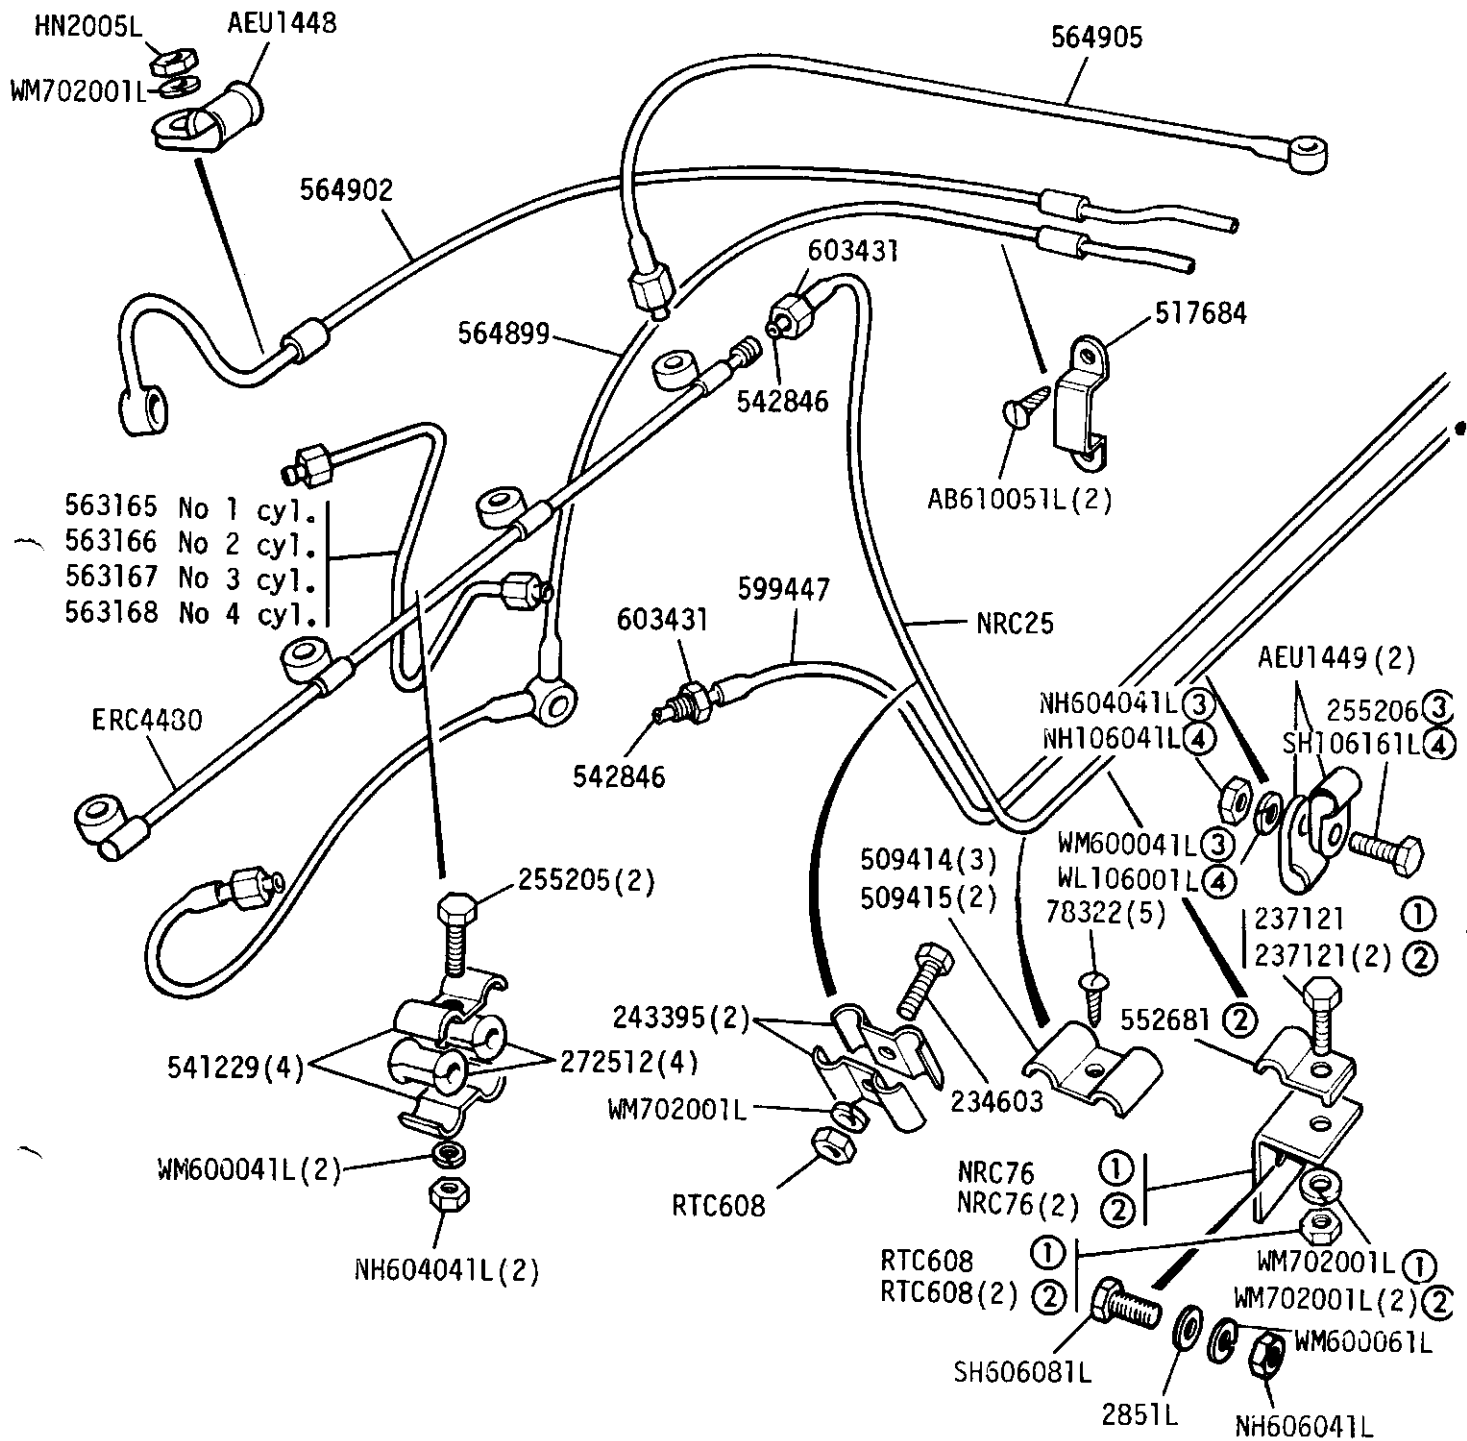 HN2005L
AEU1448
WM702001L
564905
564902
603431
564899
517684
542846
AB610051L(2)
563165 No 1 cyl.
563166 No 2 cyl.
563167 No 3 cyl.
563168 No 4 cyl.
599447
603431
NRC25
AEU1449(2)
NH604041L③
255206③
NH106041L④
SH106161L④
ERC4480
542846
WM600041L③
WL106001L④
509414(3)
509415(2)
78322(5)
255205(2)
237121 ①
237121(2) ②
243395(2)
552681 ②
541229(4)
272512(4)
WM702001L
234603
WM600041L(2)
RTC608
NRC76 ①
NRC76(2) ②
NH604041L(2)
RTC608 ①
RTC608(2) ②
WM702001L①
WM702001L(2)②
WM600061L
SH606081L
2851L
NH606041L